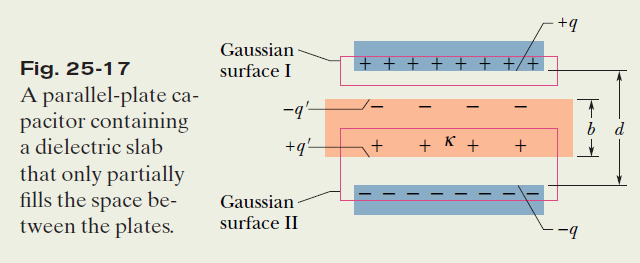 Fig. 25-17
A parallel-plate ca-
pacitor containing
a dielectric slab
that only partially
fills the space be-
tween the plates.
Gaussian
surface I
+q
+ + + + + + + +
-q'
− − − −
+q'
+ + κ + +
b
d
Gaussian
surface II
− − − − − − − −
-q